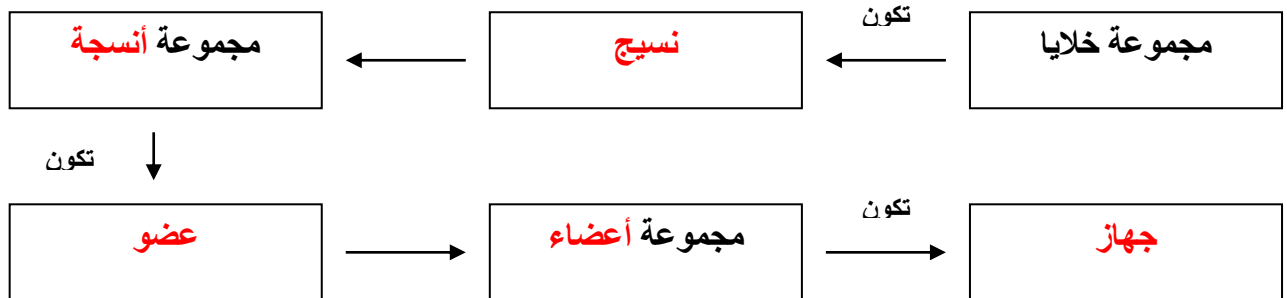 تكون
مجموعة خلايا
نسيج
مجموعة أنسجة
تكون
عضو
مجموعة أعضاء
تكون
جهاز